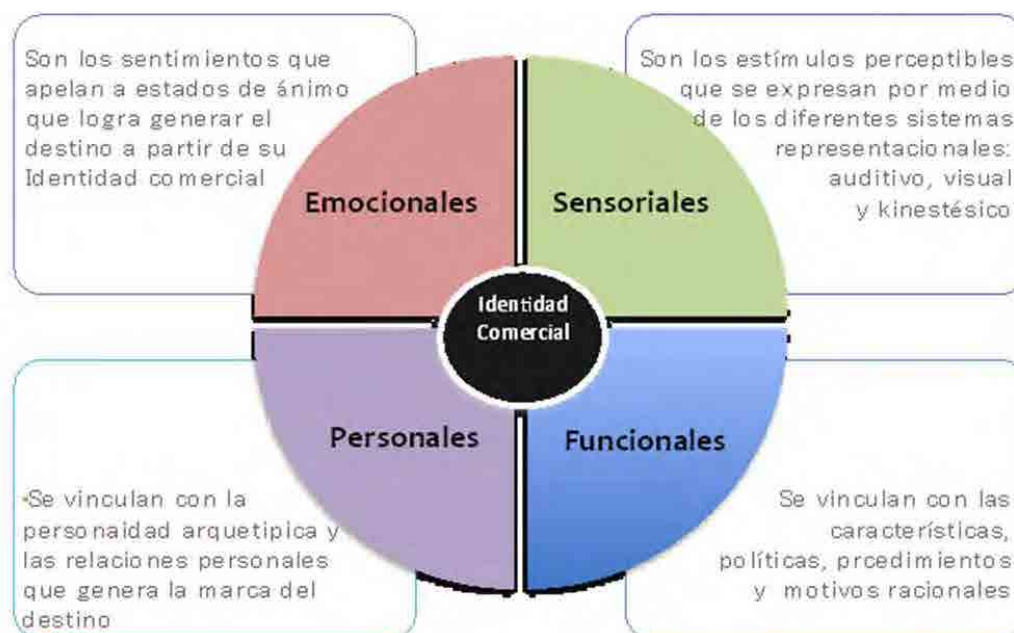 Son los sentimientos que
apelan a estados de ánimo
que logra generar el
destino a partir de su
Identidad comercial
Emocionales
Son los estímulos perceptibles
que se expresan por medio
de los diferentes sistemas
representacionales:
auditivo, visual
y kinestésico
Sensoriales
Identidad
Comercial
Personales
•Se vinculan con la
personaidad arquetipica y
las relaciones personales
que genera la marca del
destino
Funcionales
Se vinculan con las
características,
políticas, prcedimientos
y motivos racionales